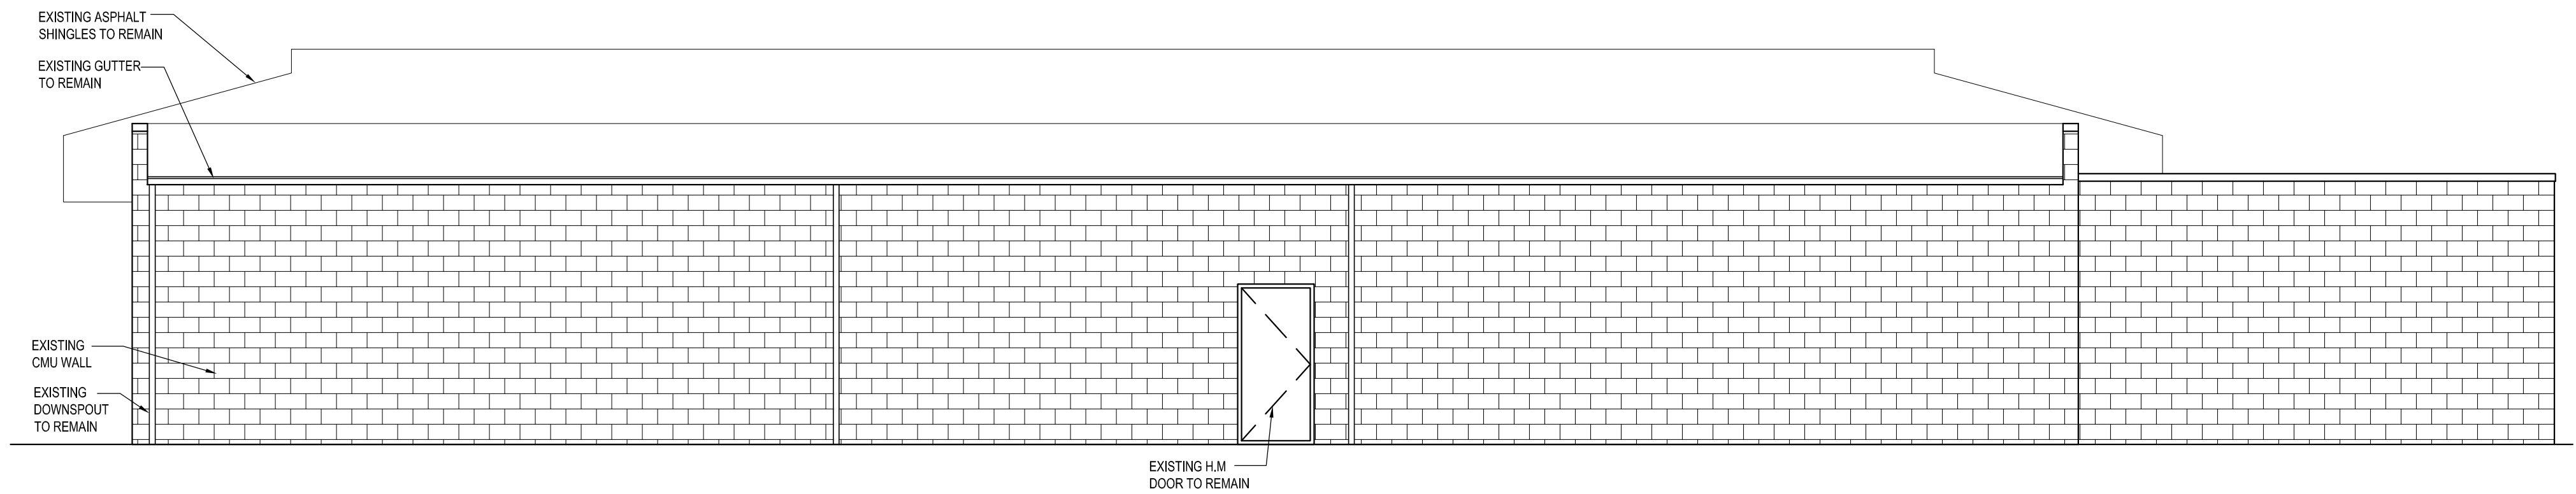 EXISTING ASPHALT
SHINGLES TO REMAIN
EXISTING GUTTER
TO REMAIN
EXISTING
CMU WALL
EXISTING
DOWNSPOUT
TO REMAIN
EXISTING H.M
DOOR TO REMAIN